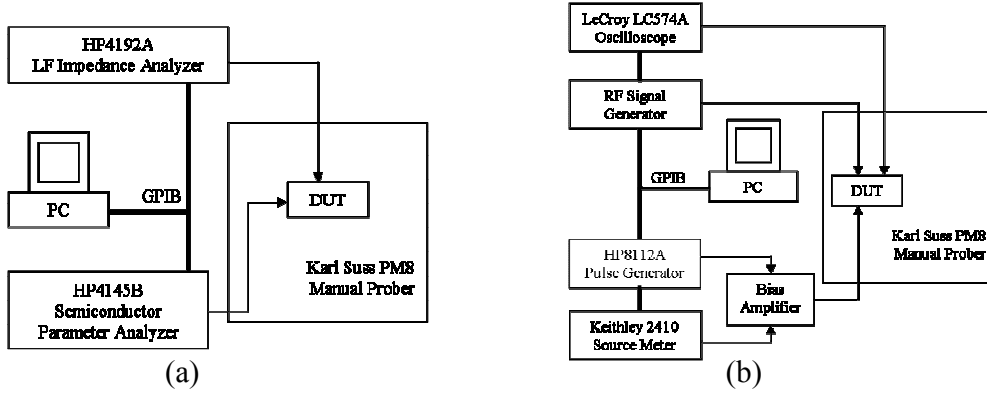 HP4192A
LF Impedance Analyzer
GPIB
PC
DUT
Karl Suss PM8
Manual Prober
HP4145B
Semiconductor
Parameter Analyzer
(a)
LeCroy LC574A
Oscilloscope
RF Signal
Generator
GPIB
PC
DUT
Karl Suss PM8
Manual Prober
HP8112A
Pulse Generator
Bias
Amplifier
Keithley 2410
Source Meter
(b)